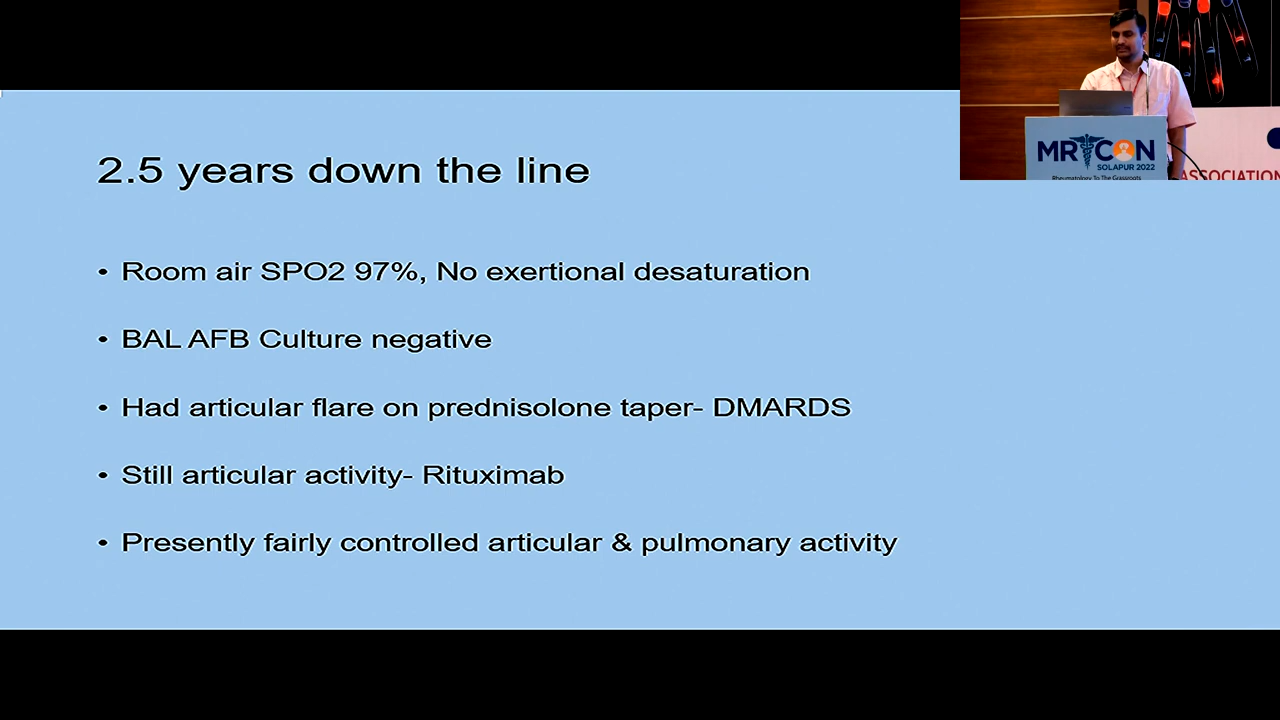 2.5 years down the line
• Room air SPO2 97%, No exertional desaturation
• BAL AFB Culture negative
• Had articular flare on prednisolone taper- DMARDS
• Still articular activity- Rituximab
• Presently fairly controlled articular & pulmonary activity
MR CON
SOLAPUR 2022
Rheumatology To The Grassroots
ASSOCIATION